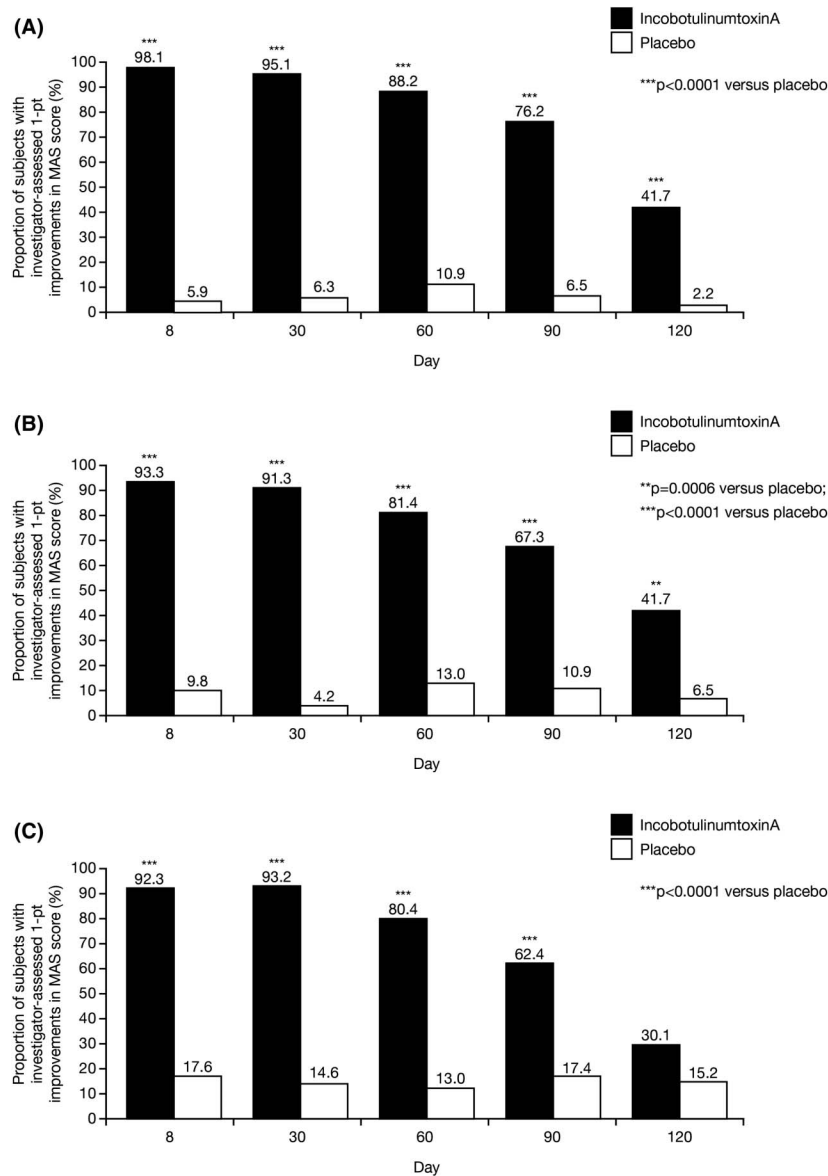 (A)
IncobotulinumtoxinA
Placebo
***p<0.0001 versus placebo
Proportion of subjects with
investigator-assessed 1-pt
improvements in MAS score (%)
100
90
80
70
60
50
40
30
20
10
0
***
98.1
5.9
***
95.1
6.3
***
88.2
10.9
***
76.2
6.5
***
41.7
2.2
8 30 60 90 120
Day
(B)
IncobotulinumtoxinA
Placebo
**p=0.0006 versus placebo;
***p<0.0001 versus placebo
Proportion of subjects with
investigator-assessed 1-pt
improvements in MAS score (%)
100
90
80
70
60
50
40
30
20
10
0
***
93.3
9.8
***
91.3
4.2
***
81.4
13.0
***
67.3
10.9
**
41.7
6.5
8 30 60 90 120
Day
(C)
IncobotulinumtoxinA
Placebo
***p<0.0001 versus placebo
Proportion of subjects with
investigator-assessed 1-pt
improvements in MAS score (%)
100
90
80
70
60
50
40
30
20
10
0
***
92.3
17.6
***
93.2
14.6
***
80.4
13.0
***
62.4
17.4
30.1
15.2
8 30 60 90 120
Day